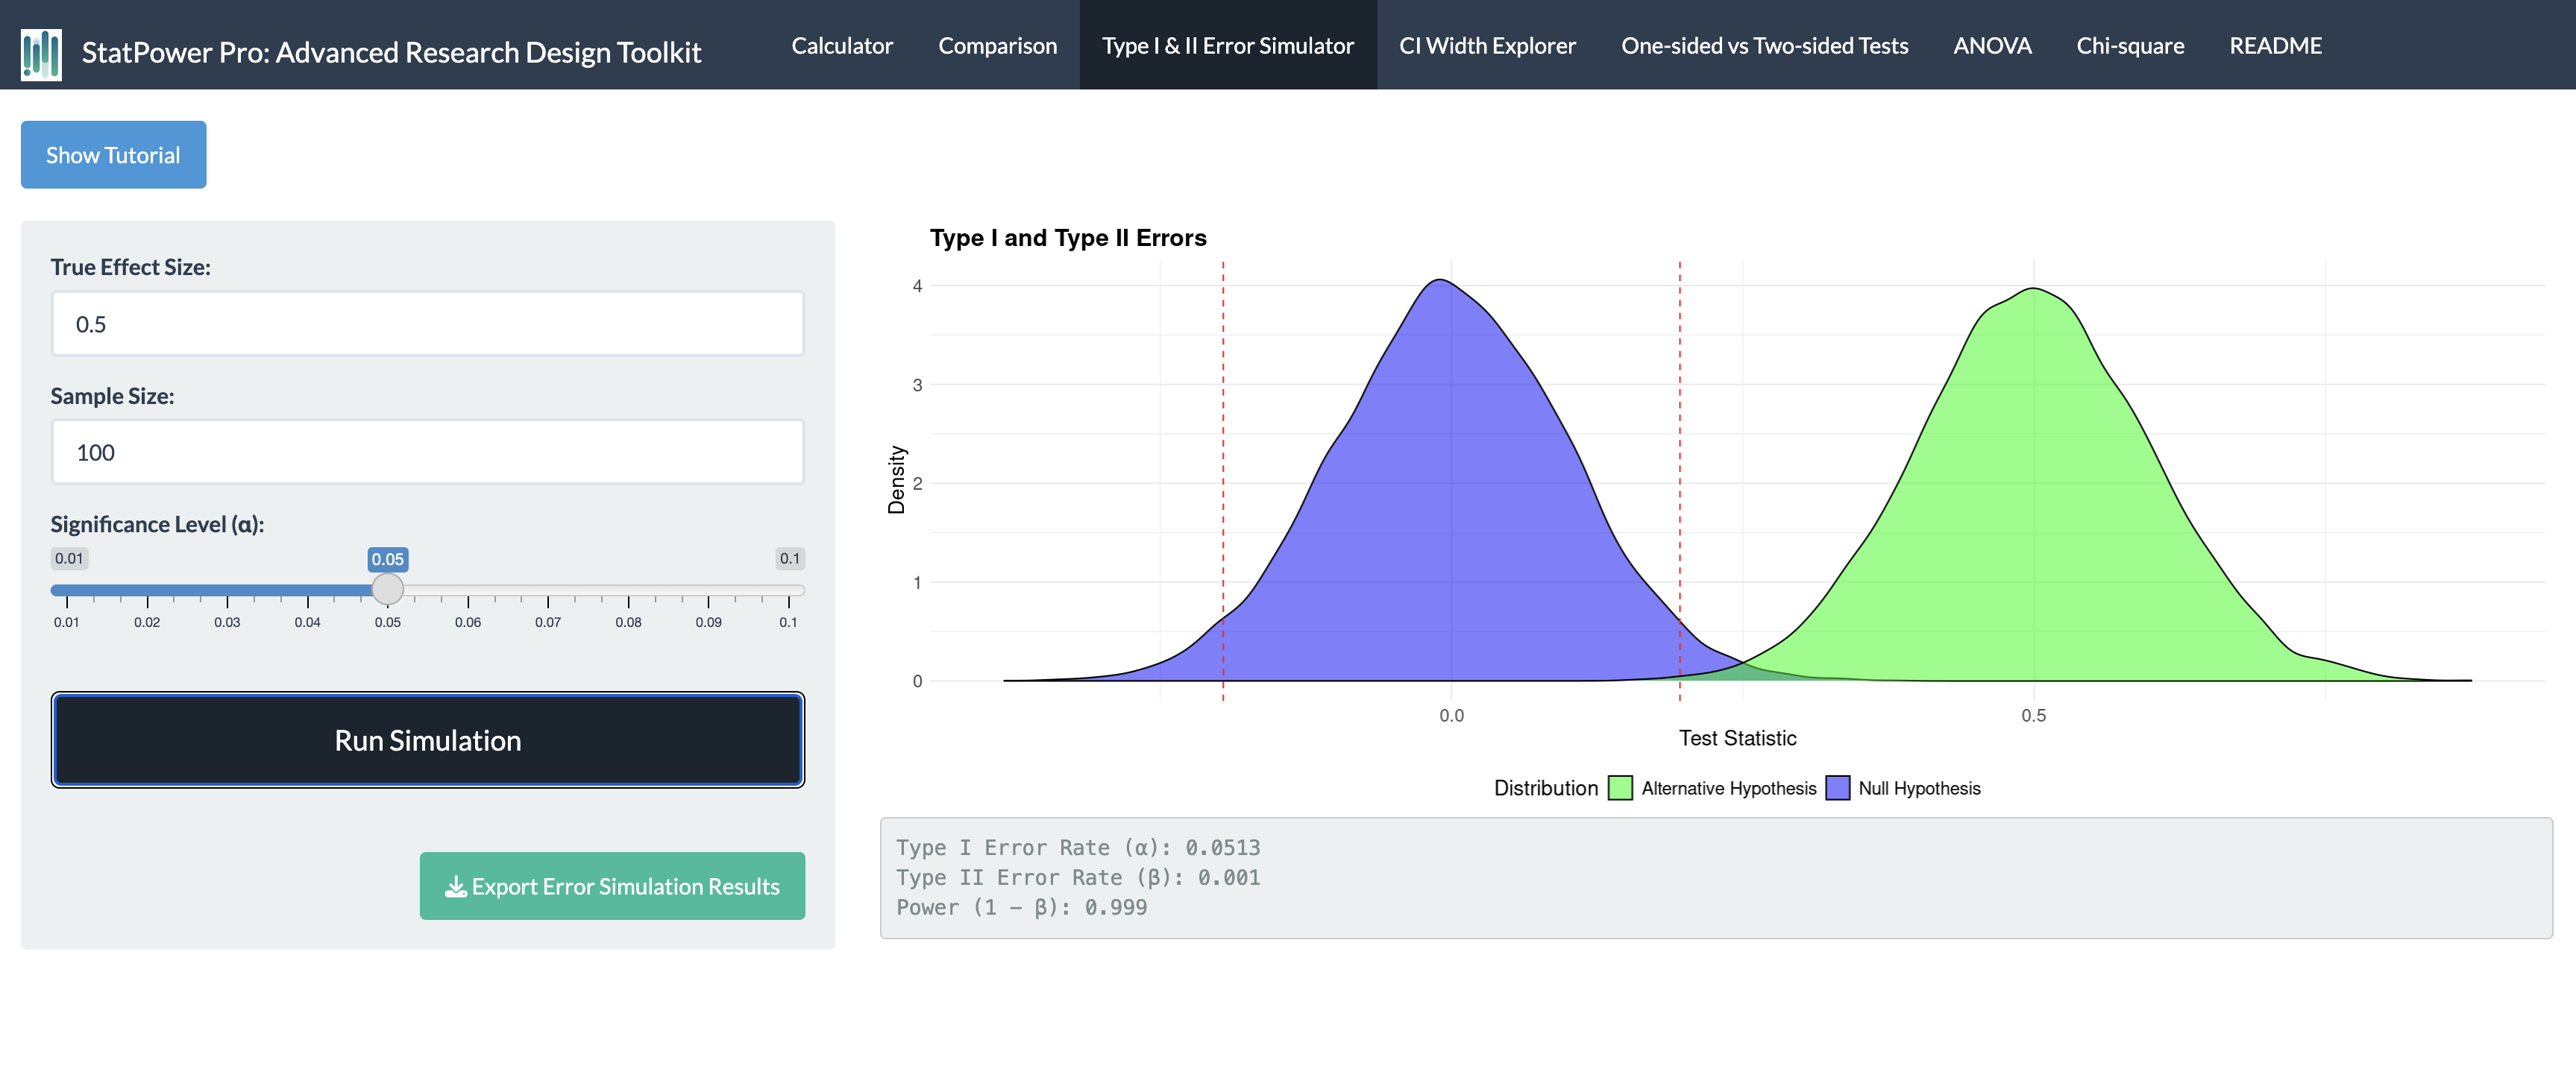 StatPower Pro: Advanced Research Design Toolkit
Calculator Comparison Type I & II Error Simulator CI Width Explorer One-sided vs Two-sided Tests ANOVA Chi-square README
Show Tutorial
True Effect Size:
0.5
Sample Size:
100
Significance Level (α):
0.01 0.05 0.1
0.01 0.02 0.03 0.04 0.05 0.06 0.07 0.08 0.09 0.1
Run Simulation
Export Error Simulation Results
Type I and Type II Errors
Density
4
3
2
1
0
0.0 0.5
Test Statistic
Distribution Alternative Hypothesis Null Hypothesis
Type I Error Rate (α): 0.0513
Type II Error Rate (β): 0.001
Power (1 – β): 0.999